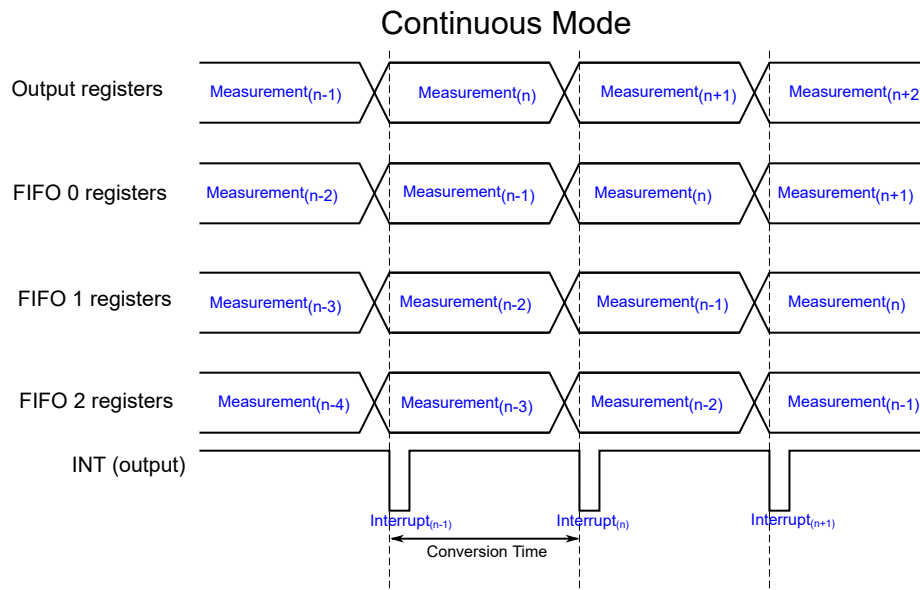 Continuous Mode
Output registers
Measurement(n-1)
Measurement(n)
Measurement(n+1)
Measurement(n+2
FIFO 0 registers
Measurement(n-2)
Measurement(n-1)
Measurement(n)
Measurement(n+1)
FIFO 1 registers
Measurement(n-3)
Measurement(n-2)
Measurement(n-1)
Measurement(n)
FIFO 2 registers
Measurement(n-4)
Measurement(n-3)
Measurement(n-2)
Measurement(n-1)
INT (output)
Interrupt(n-1)
Interrupt(n)
Interrupt(n+1)
Conversion Time